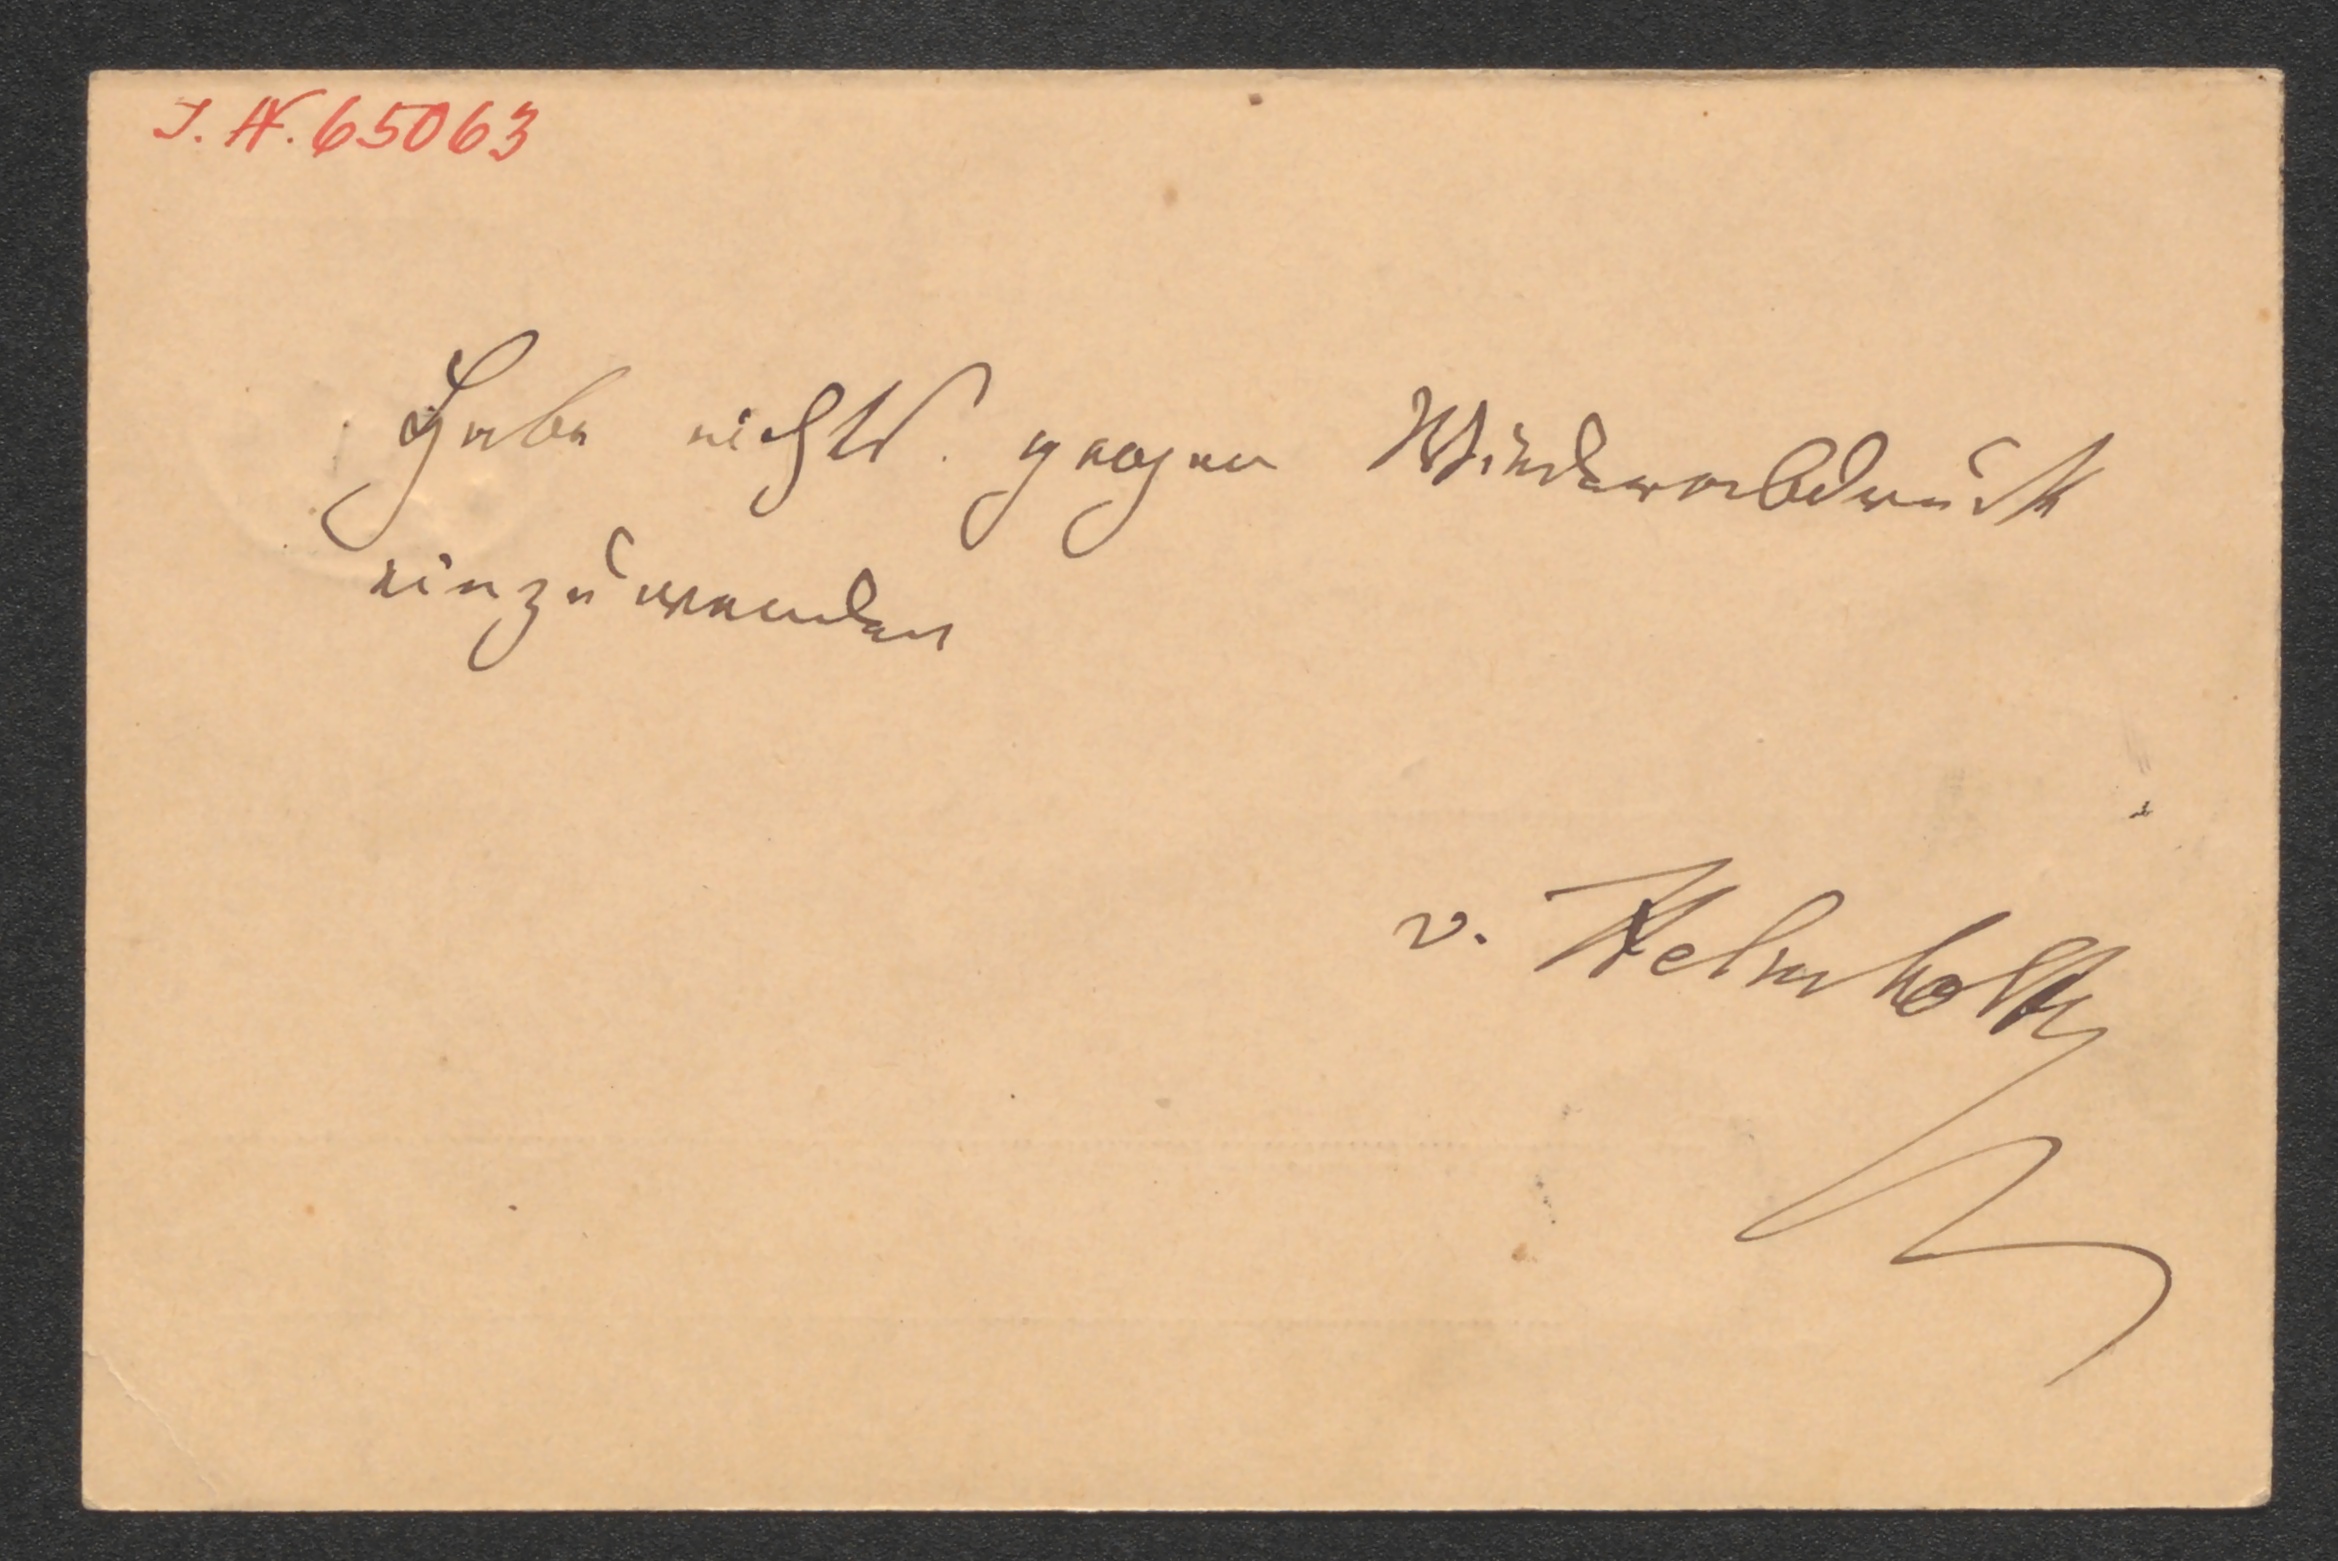 J. N. 65063
Habe nichts gegen Wiederabdruck
einzuwenden
v. Helmholtz